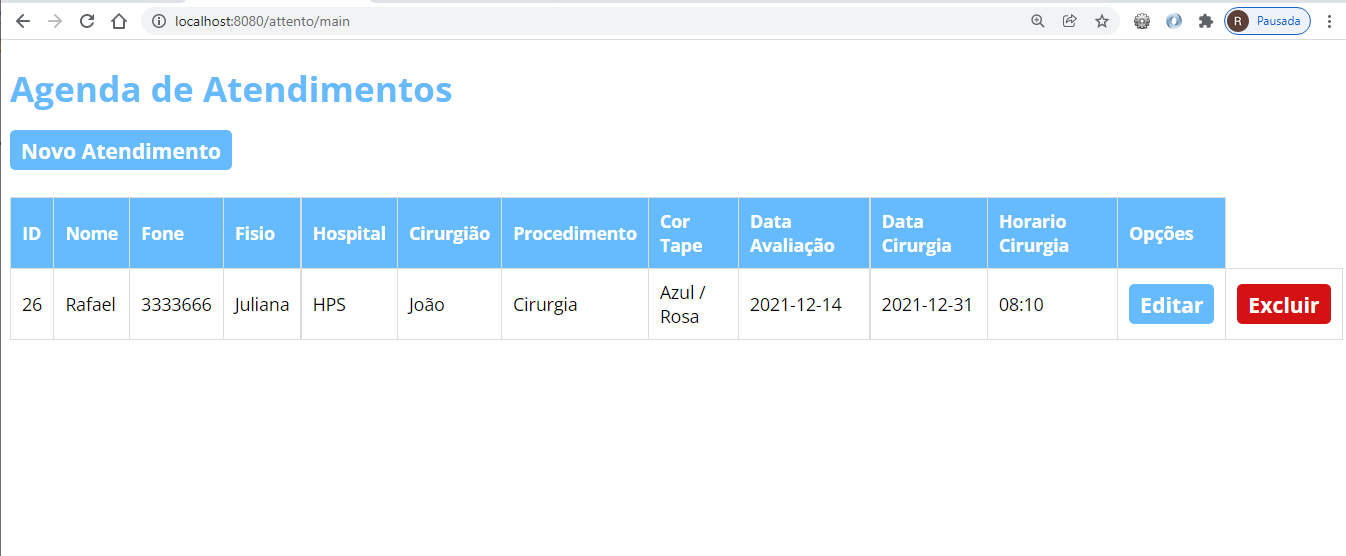 localhost:8080/attento/main
R Pausada
Agenda de Atendimentos
Novo Atendimento
ID Nome Fone Fisio Hospital Cirurgião Procedimento Cor Tape Data Avaliação Data Cirurgia Horario Cirurgia Opções
26 Rafael 3333666 Juliana HPS João Cirurgia Azul / Rosa 2021-12-14 2021-12-31 08:10 Editar Excluir